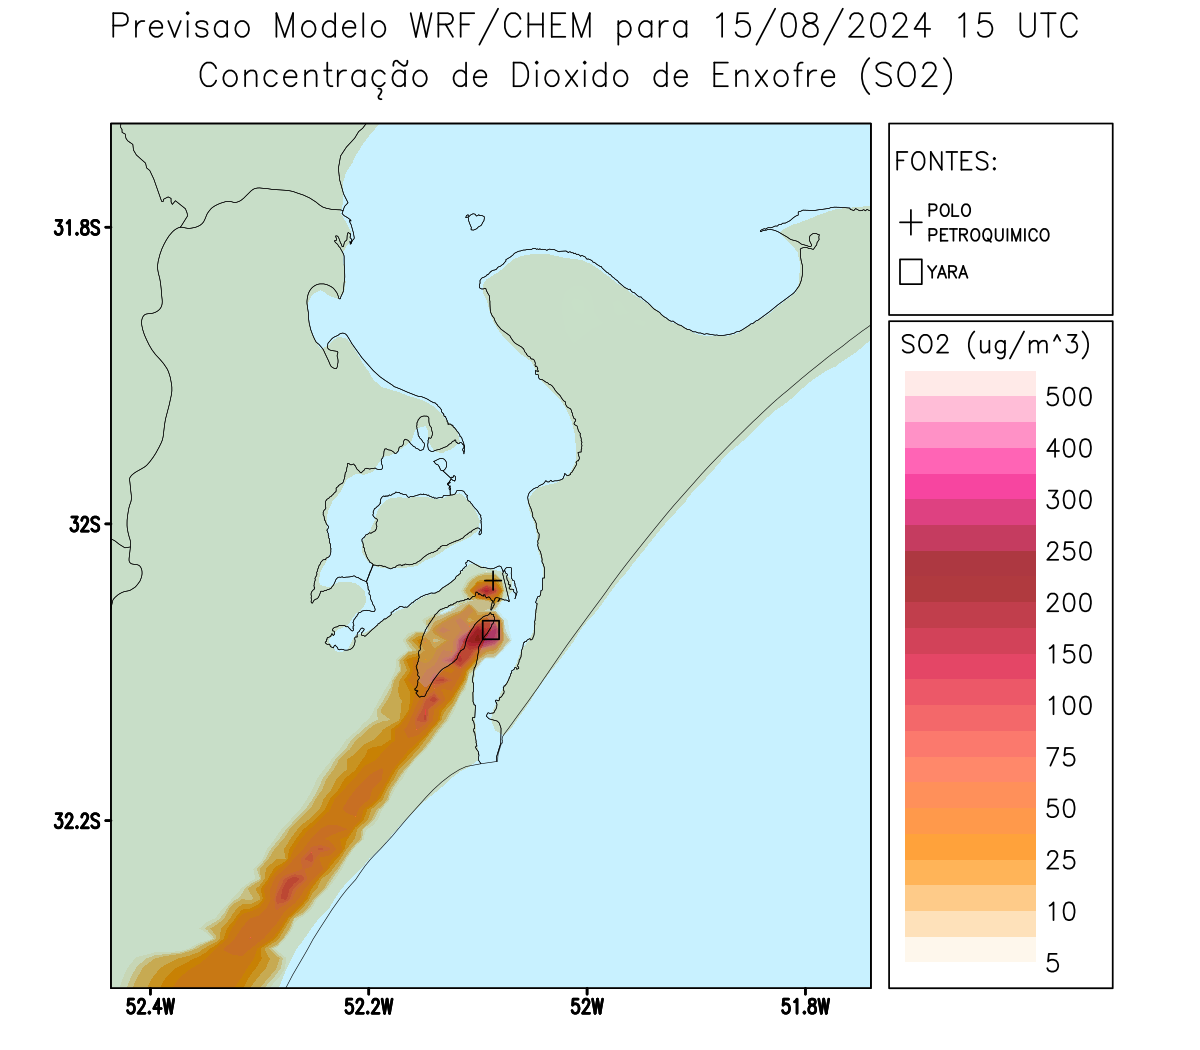 Previsao Modelo WRF/CHEM para 15/08/2024 15 UTC
Concentração de Dioxido de Enxofre (SO2)
FONTES:
POLO
PETROQUIMICO
YARA
SO2 (ug/m^3)
500
400
300
250
200
150
100
75
50
25
10
5
31.8S
32S
32.2S
52.4W
52.2W
52W
51.8W